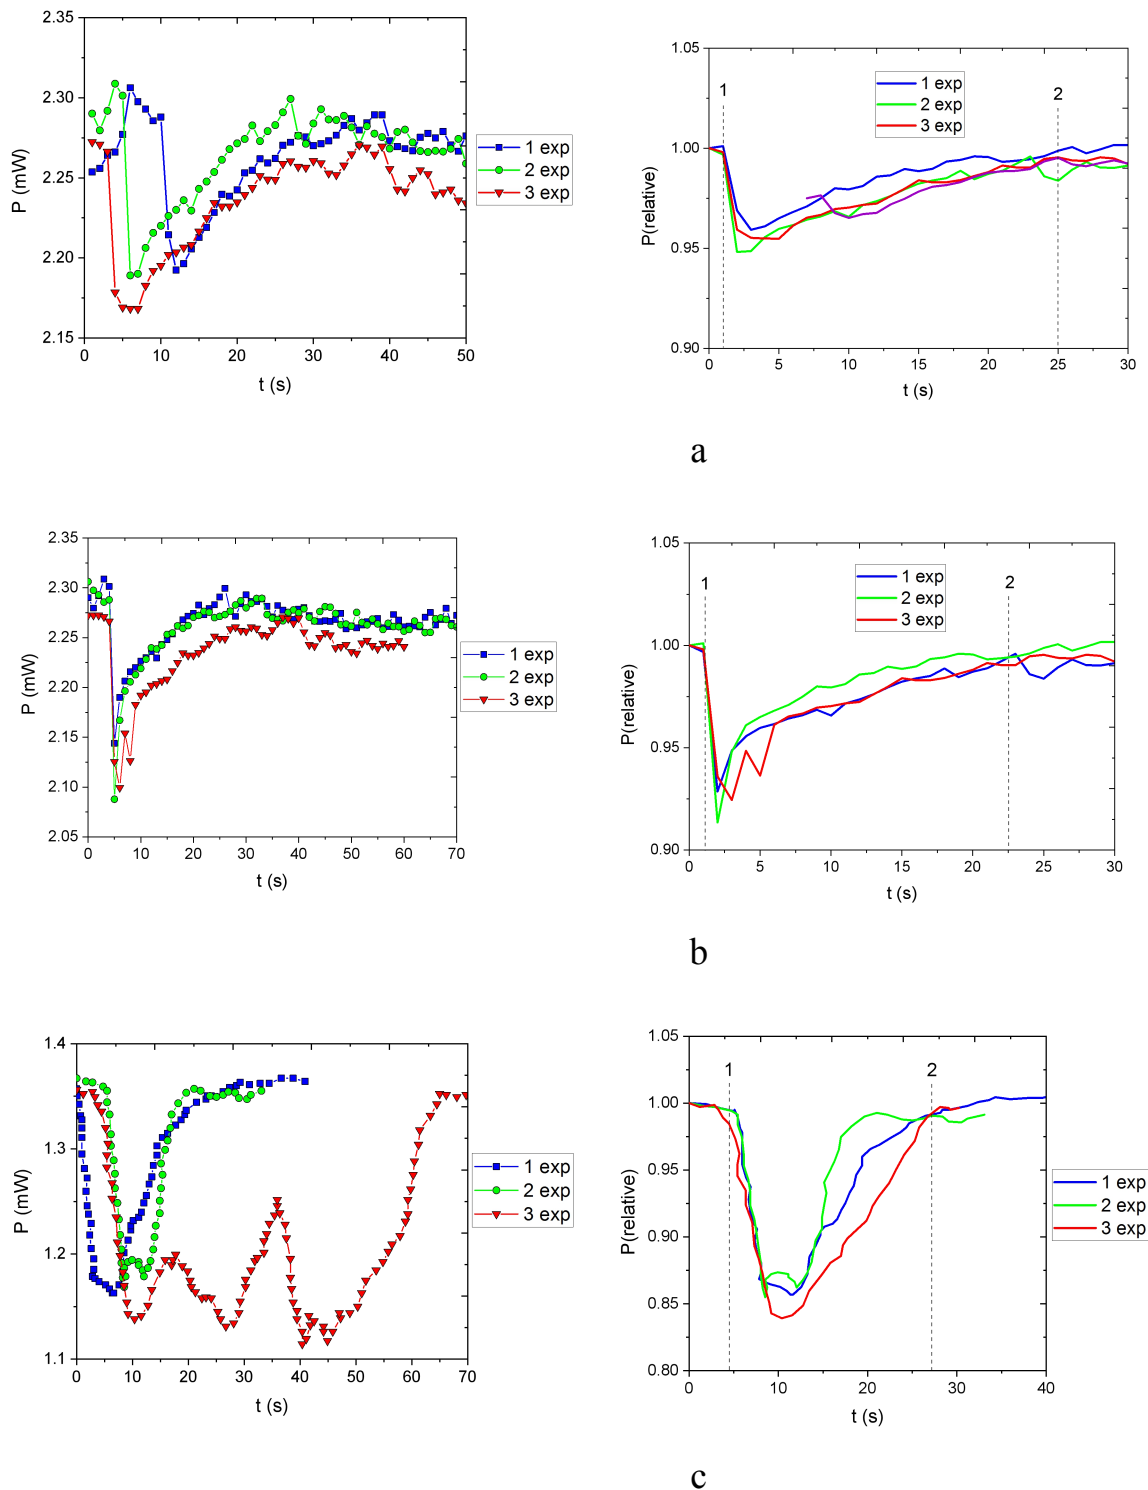 2.35
2.30
2.25
2.20
2.15
P (mW)
0 10 20 30 40 50
t (s)
1 exp
2 exp
3 exp
1.05
1.00
0.95
0.90
P(relative)
1
2
1 exp
2 exp
3 exp
0 5 10 15 20 25 30
t (s)
a
2.35
2.30
2.25
2.20
2.15
2.10
2.05
P (mW)
0 10 20 30 40 50 60 70
t (s)
1 exp
2 exp
3 exp
1.05
1.00
0.95
0.90
P(relative)
1
2
1 exp
2 exp
3 exp
0 5 10 15 20 25 30
t (s)
b
1.4
1.3
1.2
1.1
P (mW)
0 10 20 30 40 50 60 70
t (s)
1 exp
2 exp
3 exp
1.05
1.00
0.95
0.90
0.85
0.80
P(relative)
1
2
0 10 20 30 40
t (s)
1 exp
2 exp
3 exp
c